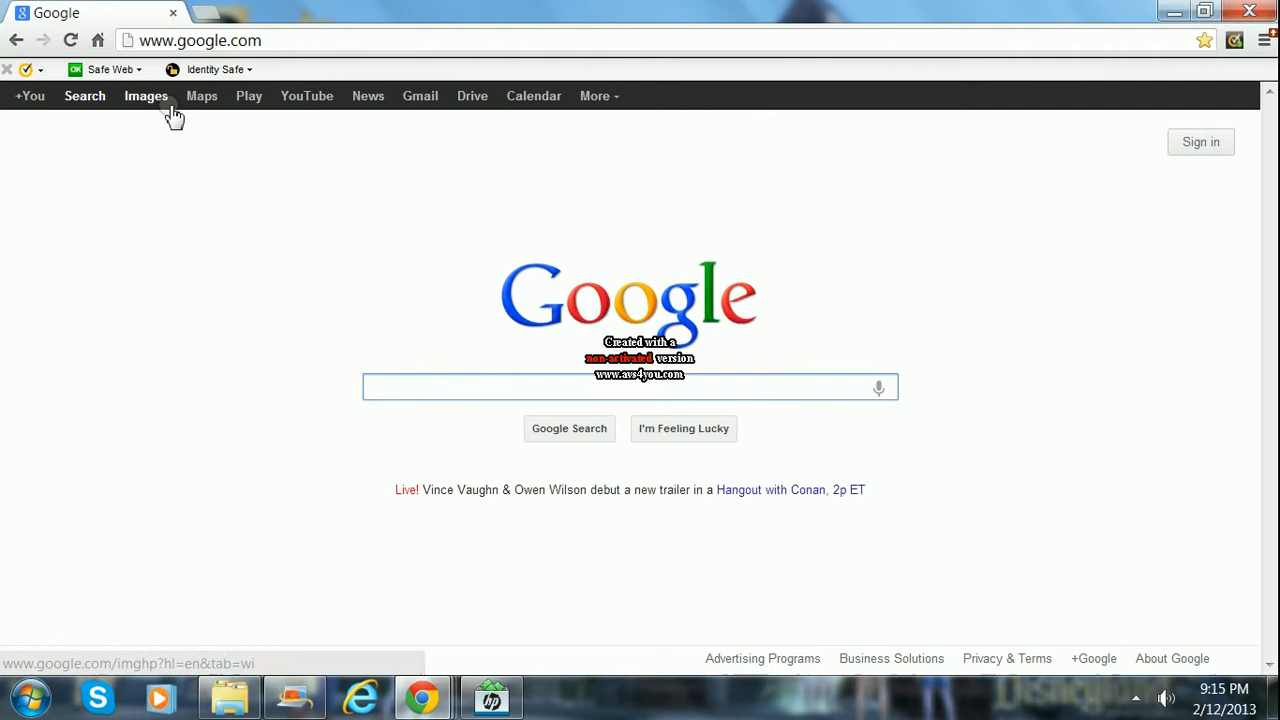 Google
www.google.com
OK Safe Web Identity Safe
+You Search Images Maps Play YouTube News Gmail Drive Calendar More
Sign in
Google
Created with a
non-activated version
www.avs4you.com
Google Search I'm Feeling Lucky
Live! Vince Vaughn & Owen Wilson debut a new trailer in a Hangout with Conan, 2p ET
www.google.com/imghp?hl=en&tab=wi
Advertising Programs Business Solutions Privacy & Terms +Google About Google
9:15 PM
2/12/2013
hp